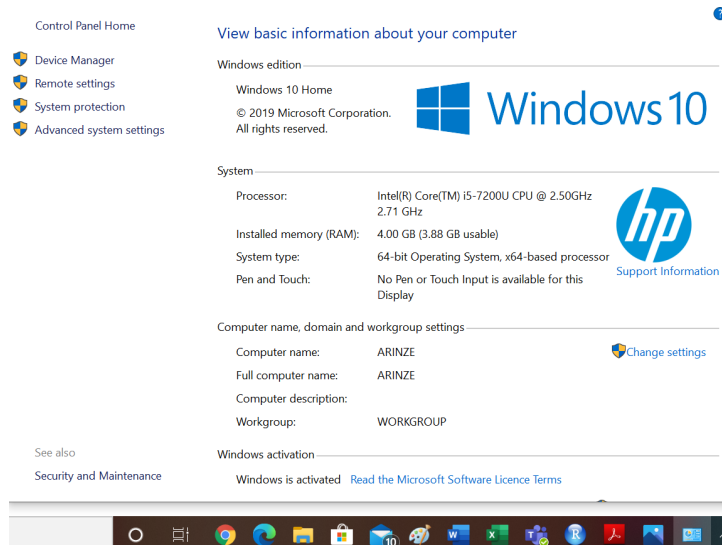 Control Panel Home
Device Manager
Remote settings
System protection
Advanced system settings
See also
Security and Maintenance
?
View basic information about your computer
Windows edition
Windows 10 Home
© 2019 Microsoft Corporation. All rights reserved.
Windows 10
System
Processor: Intel(R) Core(TM) i5-7200U CPU @ 2.50GHz
2.71 GHz
Installed memory (RAM): 4.00 GB (3.88 GB usable)
System type: 64-bit Operating System, x64-based processor
Pen and Touch: No Pen or Touch Input is available for this
Display
hp
Support Information
Computer name, domain and workgroup settings
Computer name: ARINZE
Change settings
Full computer name: ARINZE
Computer description:
Workgroup: WORKGROUP
Windows activation
Windows is activated Read the Microsoft Software Licence Terms
10
W
X
R